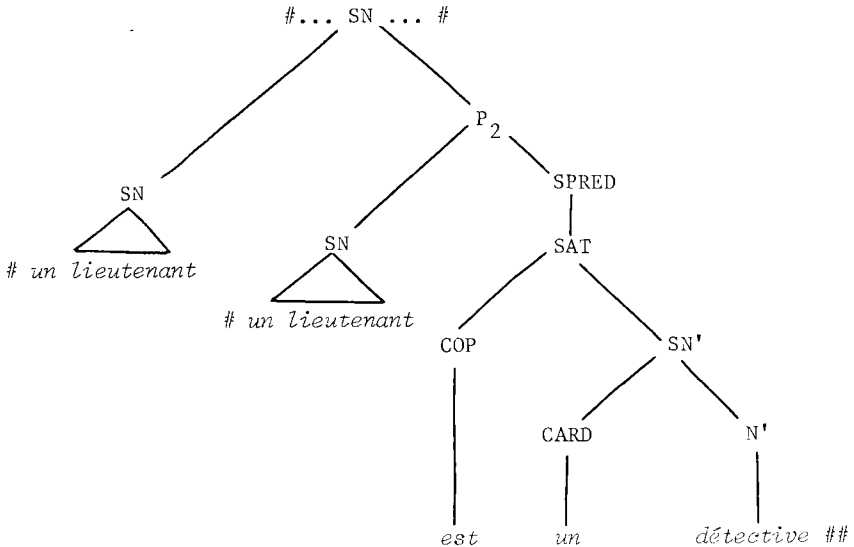 #... SN ... #
P2
SPRED
SN
SN
SAT
# un lieutenant
# un lieutenant
COP
SN'
CARD
N'
est
un
détective ##